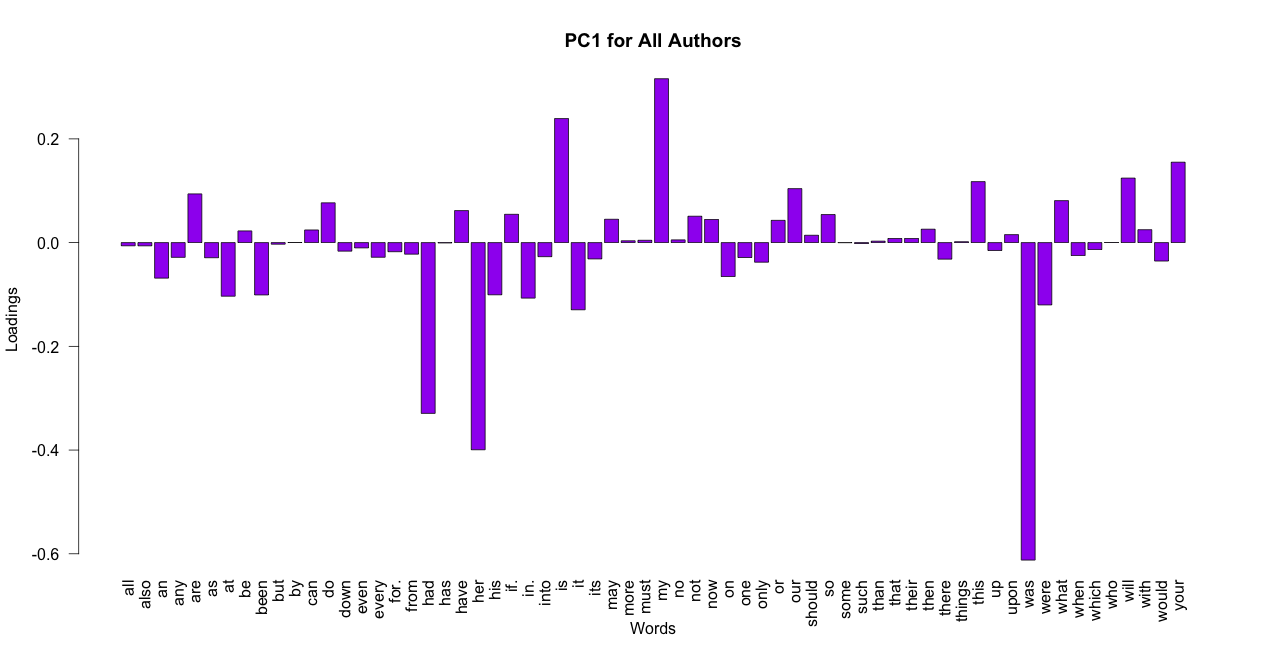 PC1 for All Authors
0.2
0.0
-0.2
-0.4
-0.6
Loadings
all also an any are as at be been but by can do down even every for. from had has have her his if. in. into is it its may more must my no not now on one only or our should so some such than that their then there things this up upon was were what when which who will with would your
Words